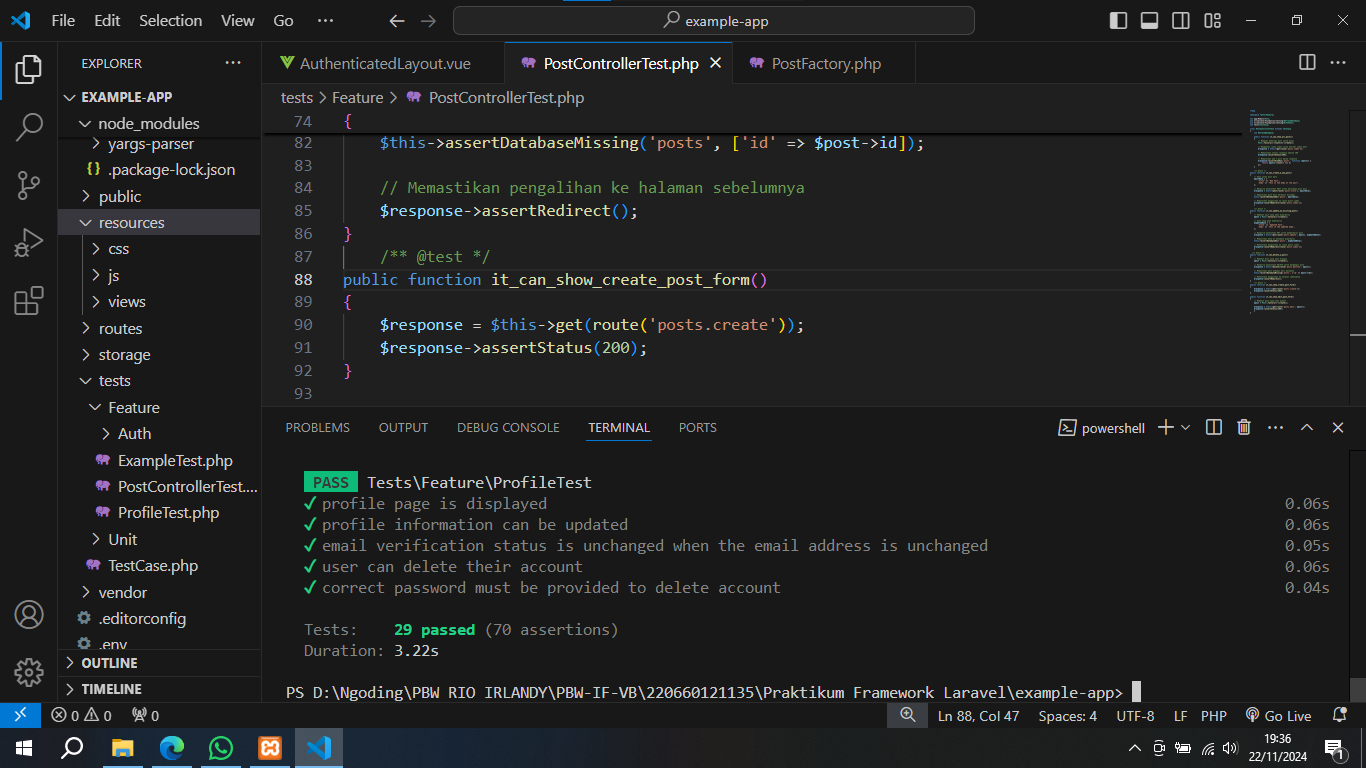 File Edit Selection View Go ··· example-app
EXPLORER ···
EXAMPLE-APP
node_modules
yargs-parser
{} .package-lock.json
public
resources
css
js
views
routes
storage
tests
Feature
Auth
ExampleTest.php
PostControllerTest....
ProfileTest.php
Unit
TestCase.php
vendor
.editorconfig
.env
OUTLINE
TIMELINE
AuthenticatedLayout.vue PostControllerTest.php PostFactory.php
tests > Feature > PostControllerTest.php
74 {
82 $this->assertDatabaseMissing('posts', ['id' => $post->id]);
83
84 // Memastikan pengalihan ke halaman sebelumnya
85 $response->assertRedirect();
86 }
87 /** @test */
88 public function it_can_show_create_post_form()
89 {
90 $response = $this->get(route('posts.create'));
91 $response->assertStatus(200);
92 }
93
PROBLEMS OUTPUT DEBUG CONSOLE TERMINAL PORTS powershell
PASS Tests\Feature\ProfileTest
✓ profile page is displayed 0.06s
✓ profile information can be updated 0.06s
✓ email verification status is unchanged when the email address is unchanged 0.05s
✓ user can delete their account 0.06s
✓ correct password must be provided to delete account 0.04s
Tests: 29 passed (70 assertions)
Duration: 3.22s
PS D:\Ngoding\PBW RIO IRLANDY\PBW-IF-VB\220660121135\Praktikum Framework Laravel\example-app>
0 0 0 Ln 88, Col 47 Spaces: 4 UTF-8 LF PHP Go Live
19:36
22/11/2024
1